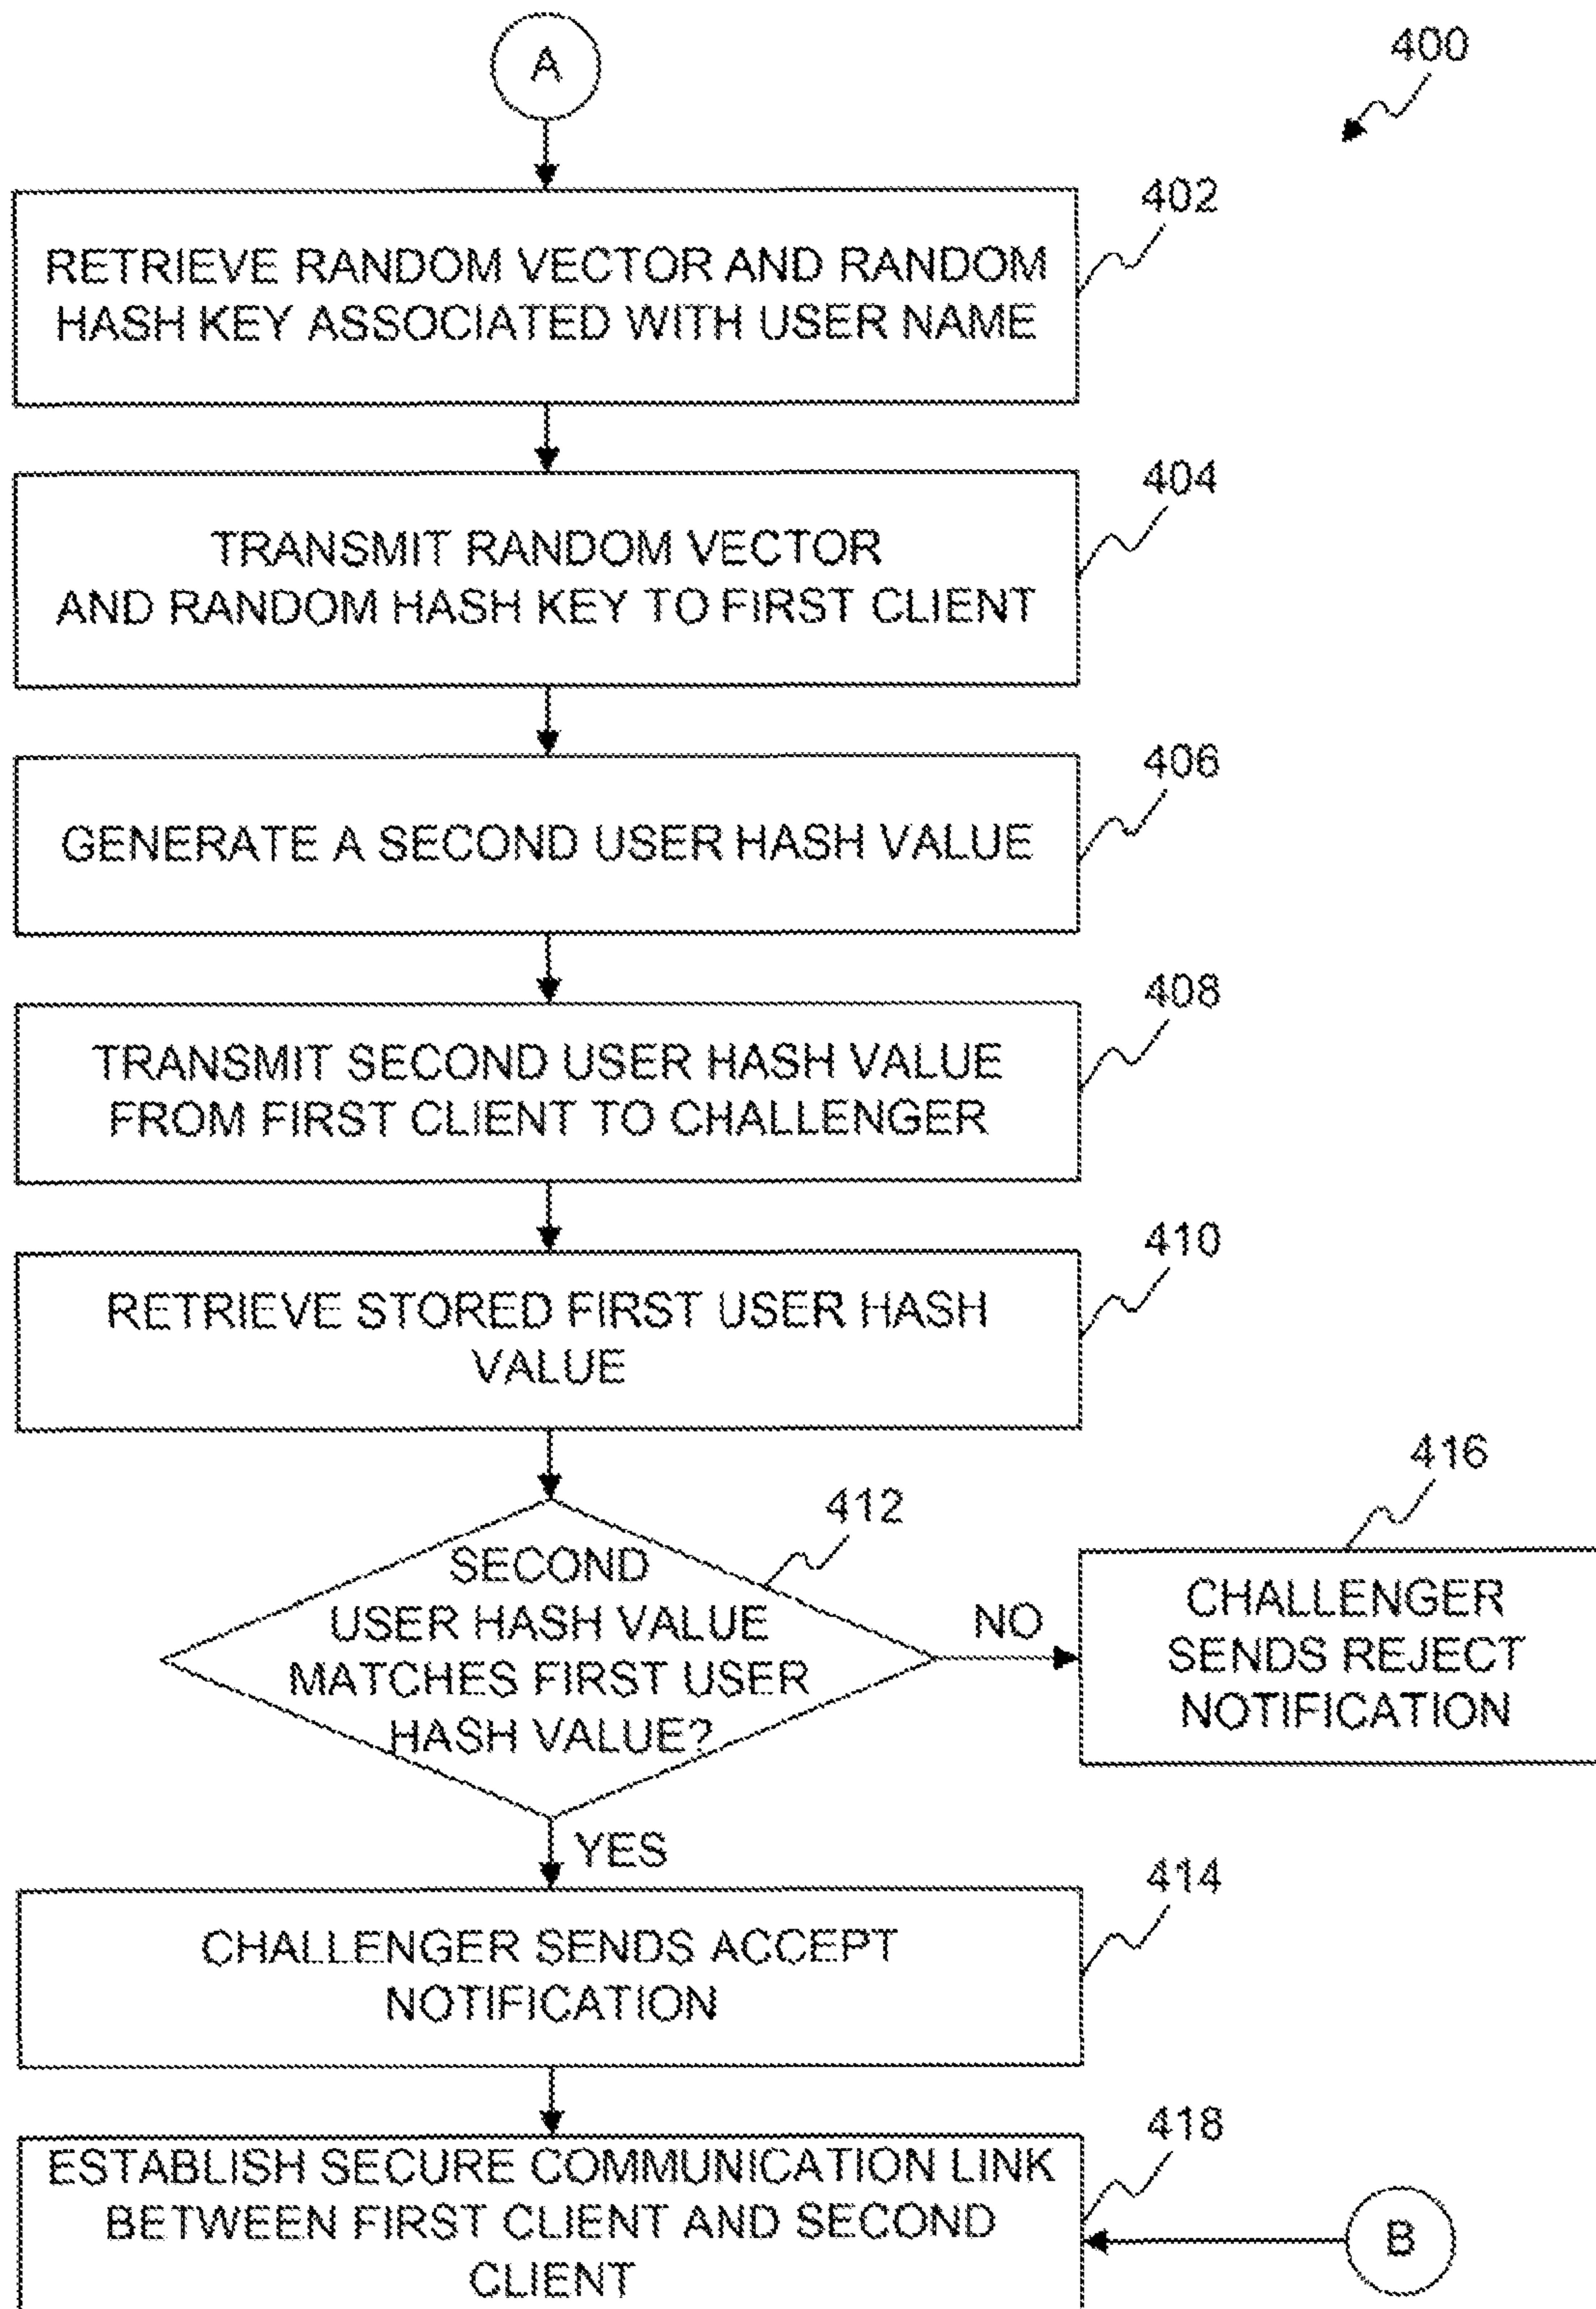 A
400
402
RETRIEVE RANDOM VECTOR AND RANDOM
HASH KEY ASSOCIATED WITH USER NAME
404
TRANSMIT RANDOM VECTOR
AND RANDOM HASH KEY TO FIRST CLIENT
406
GENERATE A SECOND USER HASH VALUE
408
TRANSMIT SECOND USER HASH VALUE
FROM FIRST CLIENT TO CHALLENGER
410
RETRIEVE STORED FIRST USER HASH
VALUE
412
SECOND
USER HASH VALUE
MATCHES FIRST USER
HASH VALUE?
NO
416
CHALLENGER
SENDS REJECT
NOTIFICATION
YES
414
CHALLENGER SENDS ACCEPT
NOTIFICATION
418
ESTABLISH SECURE COMMUNICATION LINK
BETWEEN FIRST CLIENT AND SECOND
CLIENT
B